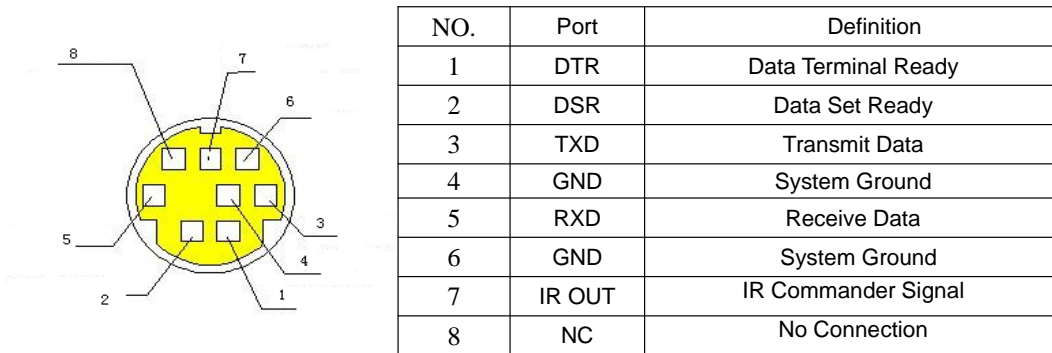 8
7
6
5
3
4
2
1
NO. Port Definition
1 DTR Data Terminal Ready
2 DSR Data Set Ready
3 TXD Transmit Data
4 GND System Ground
5 RXD Receive Data
6 GND System Ground
7 IR OUT IR Commander Signal
8 NC No Connection